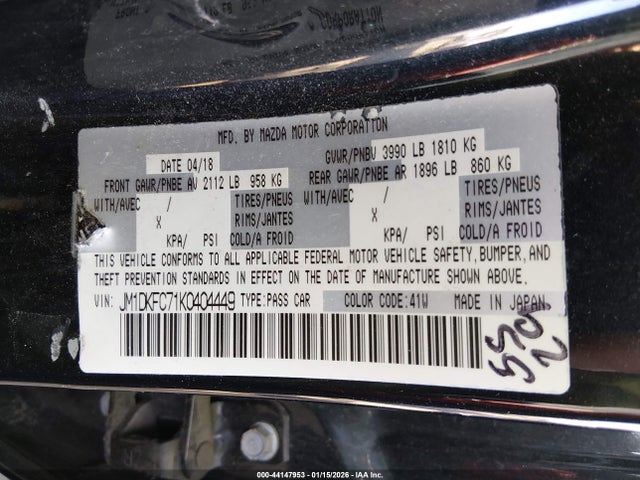 MFD. BY MAZDA MOTOR CORPORATION
DATE 04/18
GVWR/PNBV 3990 LB 1810 KG
FRONT GAWR/PNBE AV 2112 LB 958 KG
REAR GAWR/PNBE AR 1896 LB 860 KG
WITH/AVEC / TIRES/PNEUS WITH/AVEC / TIRES/PNEUS
X RIMS/JANTES X RIMS/JANTES
KPA/ PSI COLD/A FROID KPA/ PSI COLD/A FROID
THIS VEHICLE CONFORMS TO ALL APPLICABLE FEDERAL MOTOR VEHICLE SAFETY, BUMPER, AND
THEFT PREVENTION STANDARDS IN EFFECT ON THE DATE OF MANUFACTURE SHOWN ABOVE.
VIN: JM1DKFC71K0404449 TYPE:PASS CAR COLOR CODE:41W MADE IN JAPAN
000-44147953 - 01/15/2026 - IAA Inc.